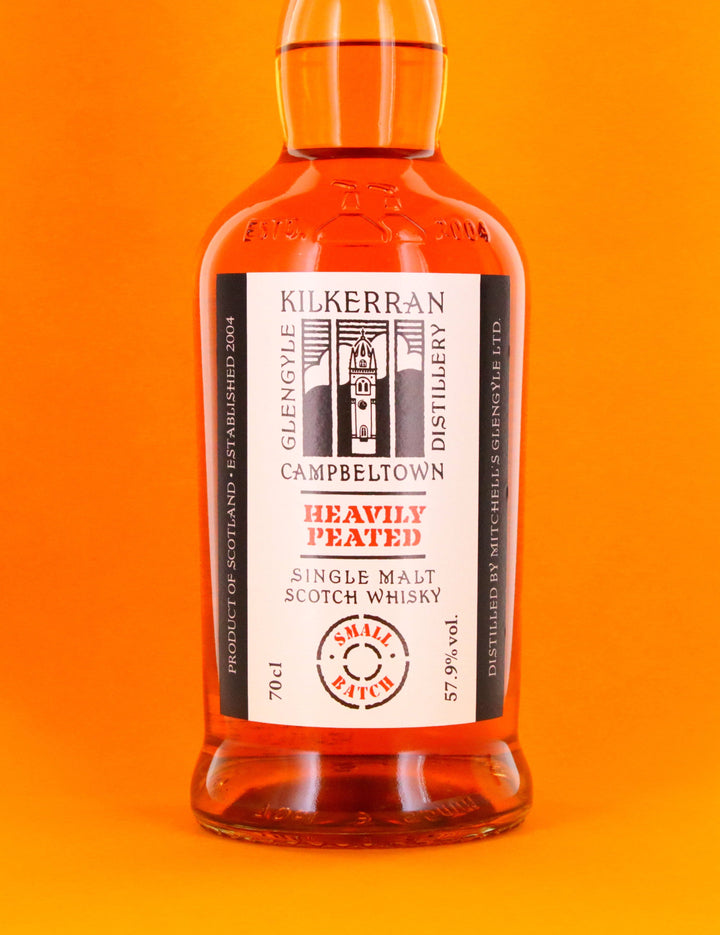 ESTD. 2004
KILKERRAN
GLENGYLE
DISTILLERY
CAMPBELTOWN
HEAVILY
PEATED
SINGLE MALT
SCOTCH WHISKY
SMALL
BATCH
70cl
57.9% vol.
PRODUCT OF SCOTLAND • ESTABLISHED 2004
DISTILLED BY MITCHELL'S GLENGYLE LTD.